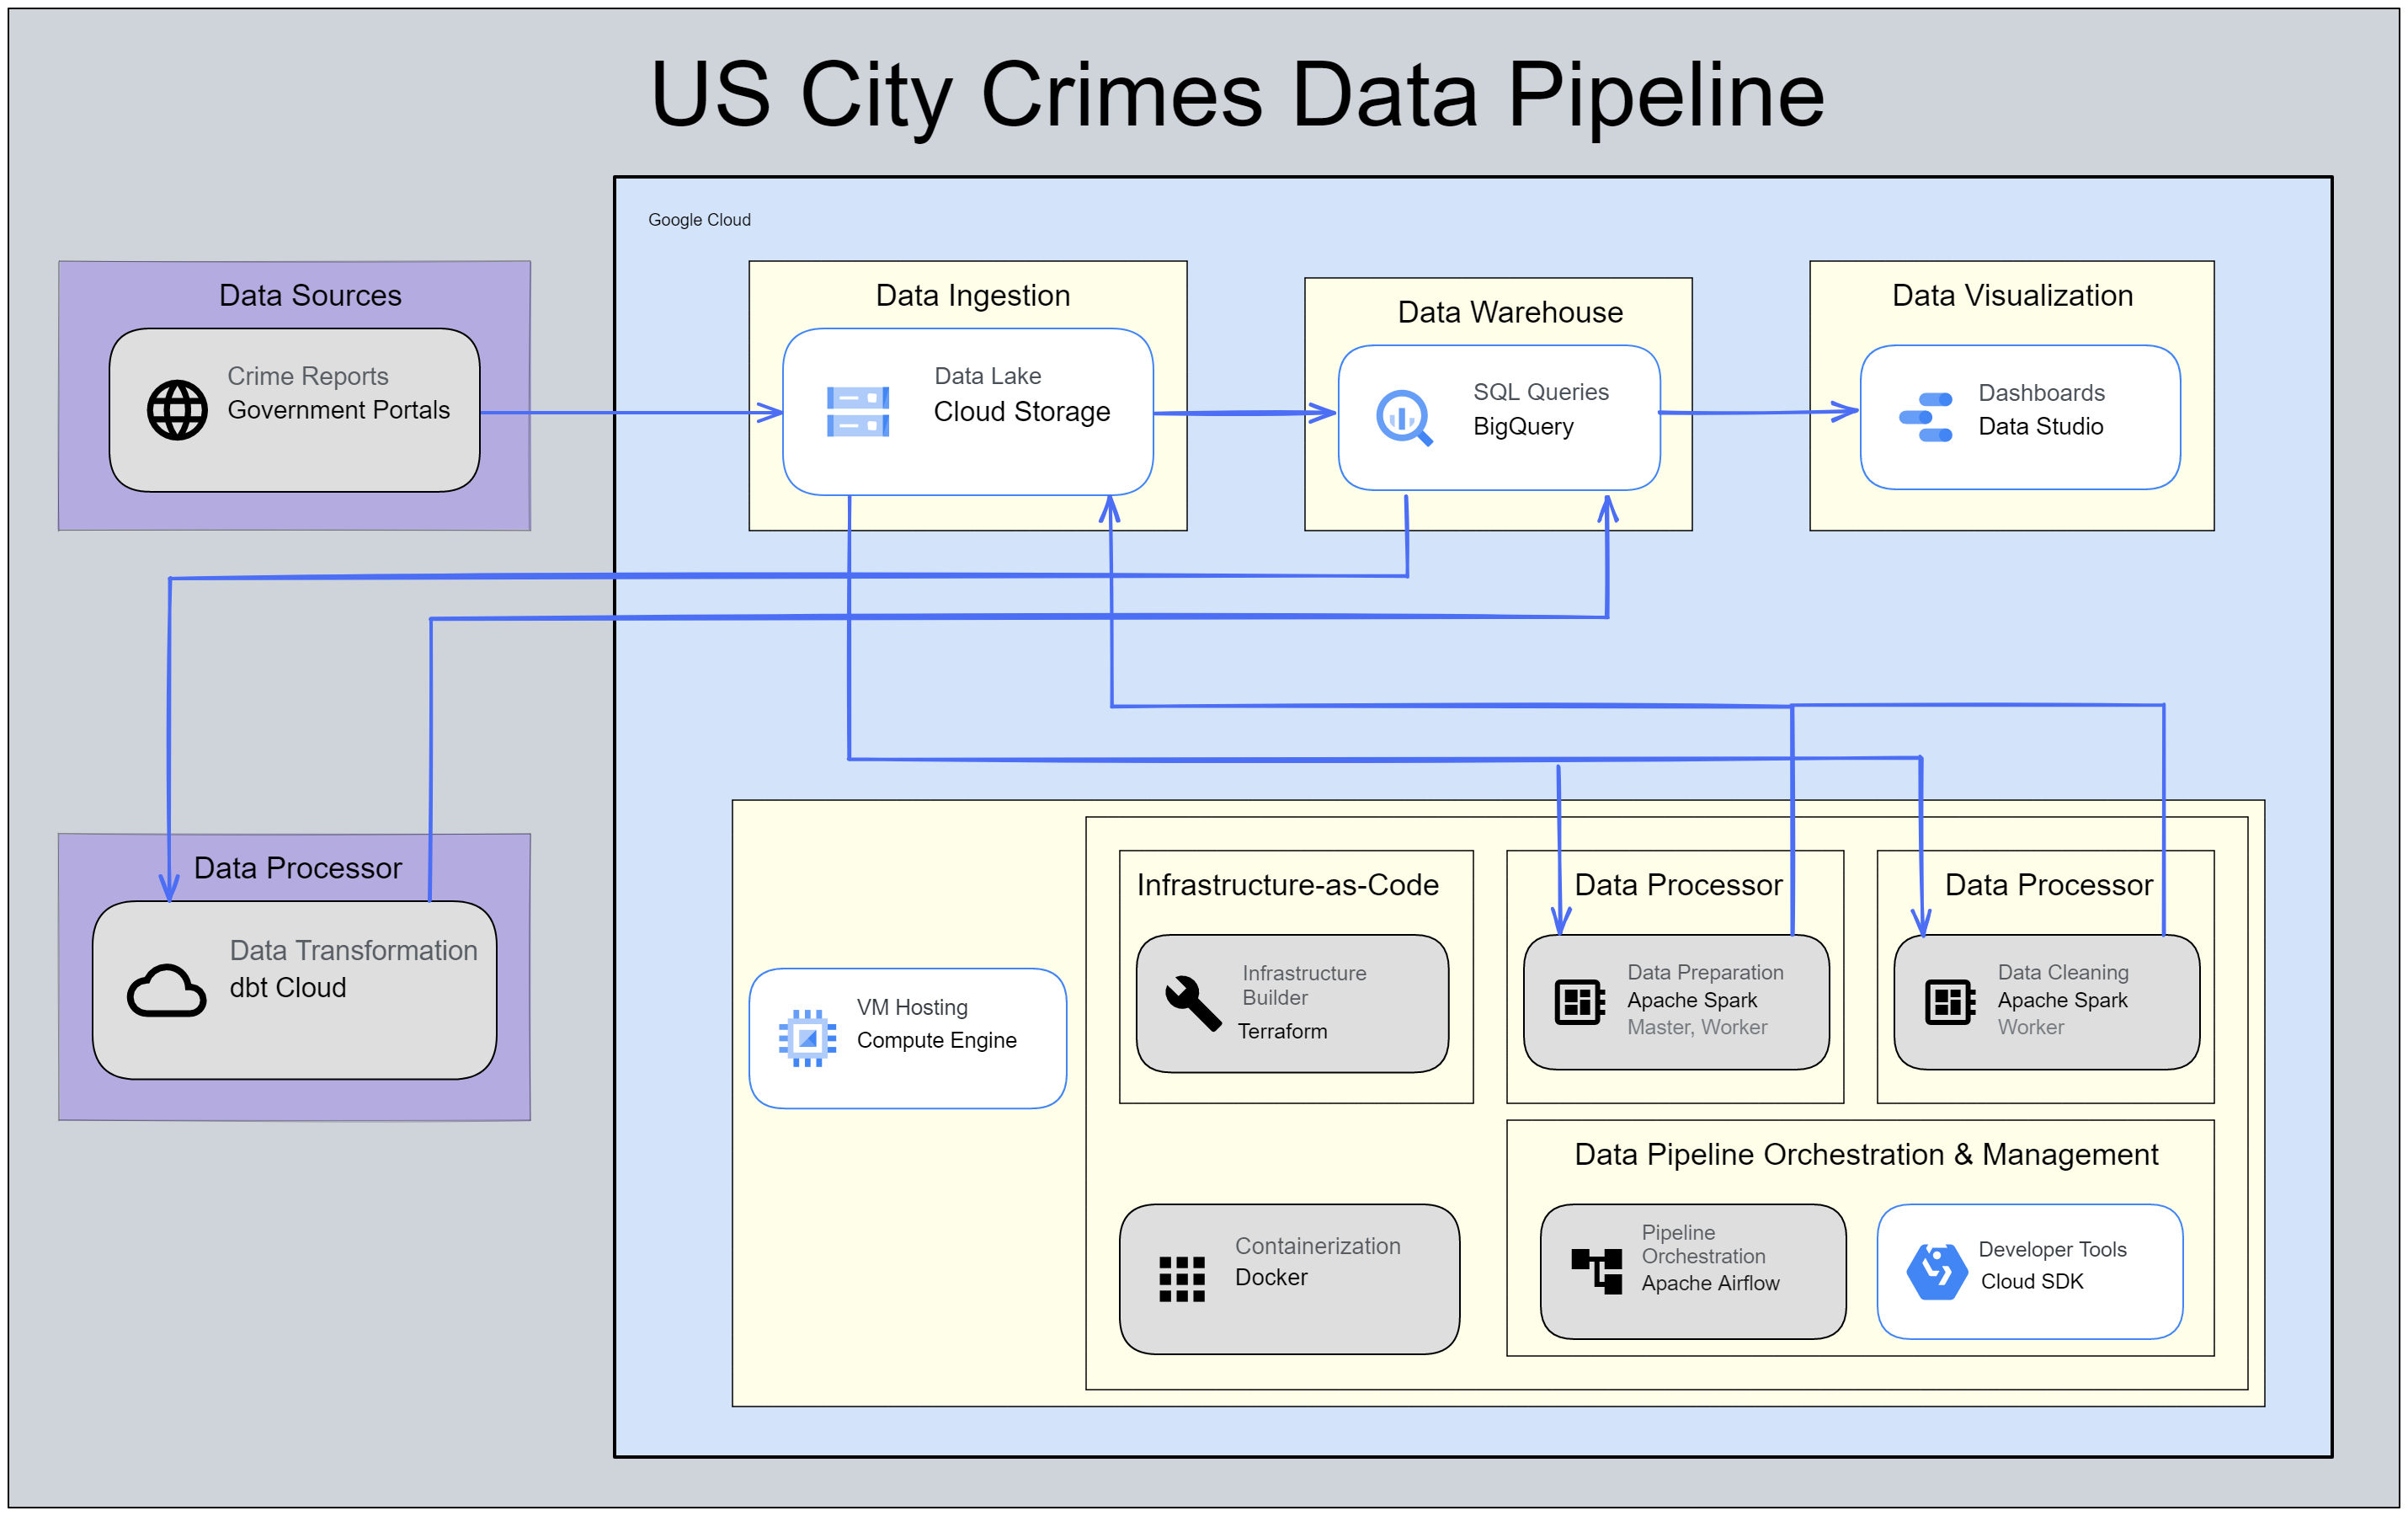 US City Crimes Data Pipeline
Google Cloud
Data Sources
Crime Reports
Government Portals
Data Ingestion
Data Lake
Cloud Storage
Data Warehouse
SQL Queries
BigQuery
Data Visualization
Dashboards
Data Studio
Data Processor
Data Transformation
dbt Cloud
VM Hosting
Compute Engine
Infrastructure-as-Code
Infrastructure
Builder
Terraform
Data Processor
Data Preparation
Apache Spark
Master, Worker
Data Processor
Data Cleaning
Apache Spark
Worker
Containerization
Docker
Data Pipeline Orchestration & Management
Pipeline
Orchestration
Apache Airflow
Developer Tools
Cloud SDK